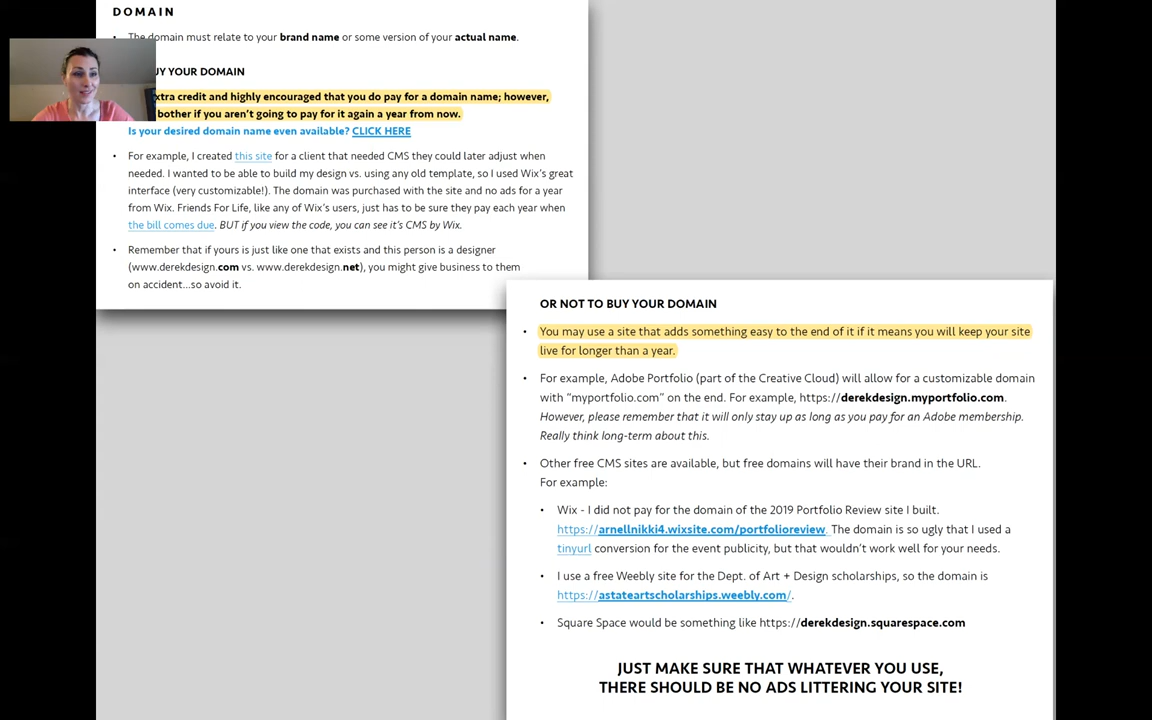 DOMAIN
• The domain must relate to your brand name or some version of your actual name.
UY YOUR DOMAIN
xtra credit and highly encouraged that you do pay for a domain name; however,
bother if you aren't going to pay for it again a year from now.
Is your desired domain name even available? CLICK HERE
• For example, I created this site for a client that needed CMS they could later adjust when
needed. I wanted to be able to build my design vs. using any old template, so I used Wix's great
interface (very customizable!). The domain was purchased with the site and no ads for a year
from Wix. Friends For Life, like any of Wix's users, just has to be sure they pay each year when
the bill comes due. BUT if you view the code, you can see it's CMS by Wix.
• Remember that if yours is just like one that exists and this person is a designer
(www.derekdesign.com vs. www.derekdesign.net), you might give business to them
on accident...so avoid it.
OR NOT TO BUY YOUR DOMAIN
• You may use a site that adds something easy to the end of it if it means you will keep your site
live for longer than a year.
• For example, Adobe Portfolio (part of the Creative Cloud) will allow for a customizable domain
with "myportfolio.com" on the end. For example, https://derekdesign.myportfolio.com.
However, please remember that it will only stay up as long as you pay for an Adobe membership.
Really think long-term about this.
• Other free CMS sites are available, but free domains will have their brand in the URL.
For example:
• Wix - I did not pay for the domain of the 2019 Portfolio Review site I built.
https://arnellnikki4.wixsite.com/portfolioreview. The domain is so ugly that I used a
tinyurl conversion for the event publicity, but that wouldn't work well for your needs.
• I use a free Weebly site for the Dept. of Art + Design scholarships, so the domain is
https://astateartscholarships.weebly.com/.
• Square Space would be something like https://derekdesign.squarespace.com
JUST MAKE SURE THAT WHATEVER YOU USE,
THERE SHOULD BE NO ADS LITTERING YOUR SITE!